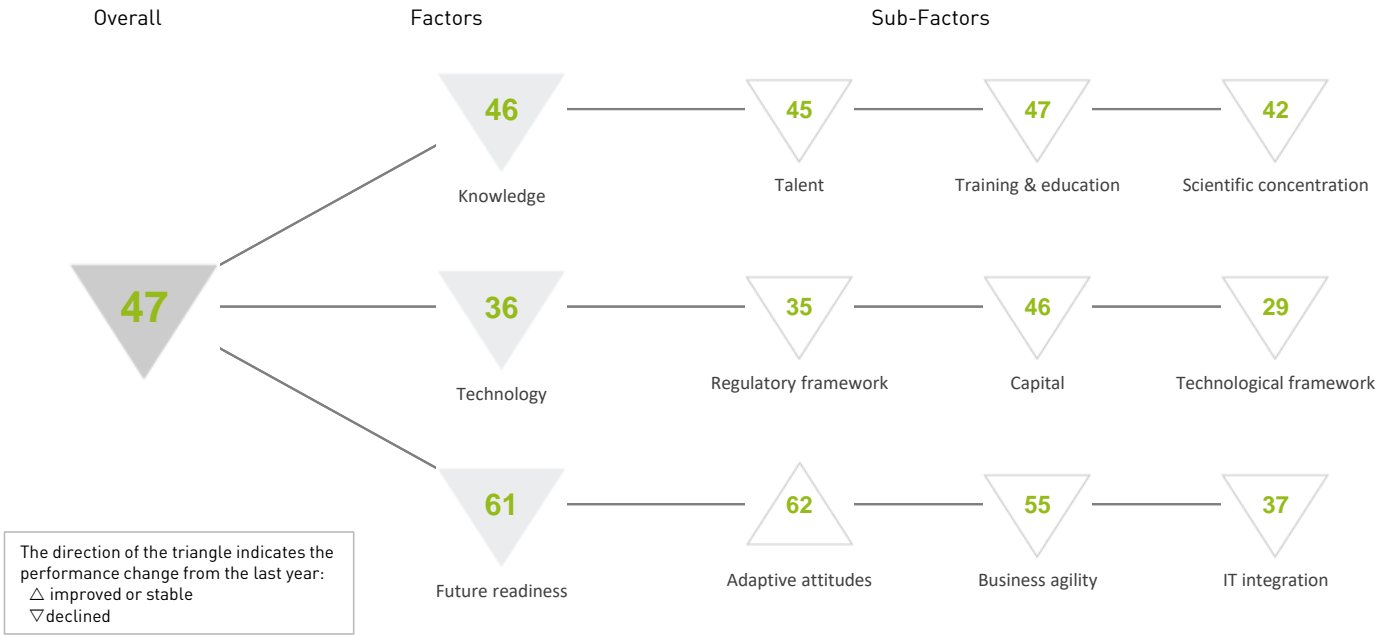 Overall Factors Sub-Factors
46 45 47 42
Knowledge Talent Training & education Scientific concentration
47 36 35 46 29
Technology Regulatory framework Capital Technological framework
61 62 55 37
Future readiness Adaptive attitudes Business agility IT integration
The direction of the triangle indicates the
performance change from the last year:
△ improved or stable
▽ declined